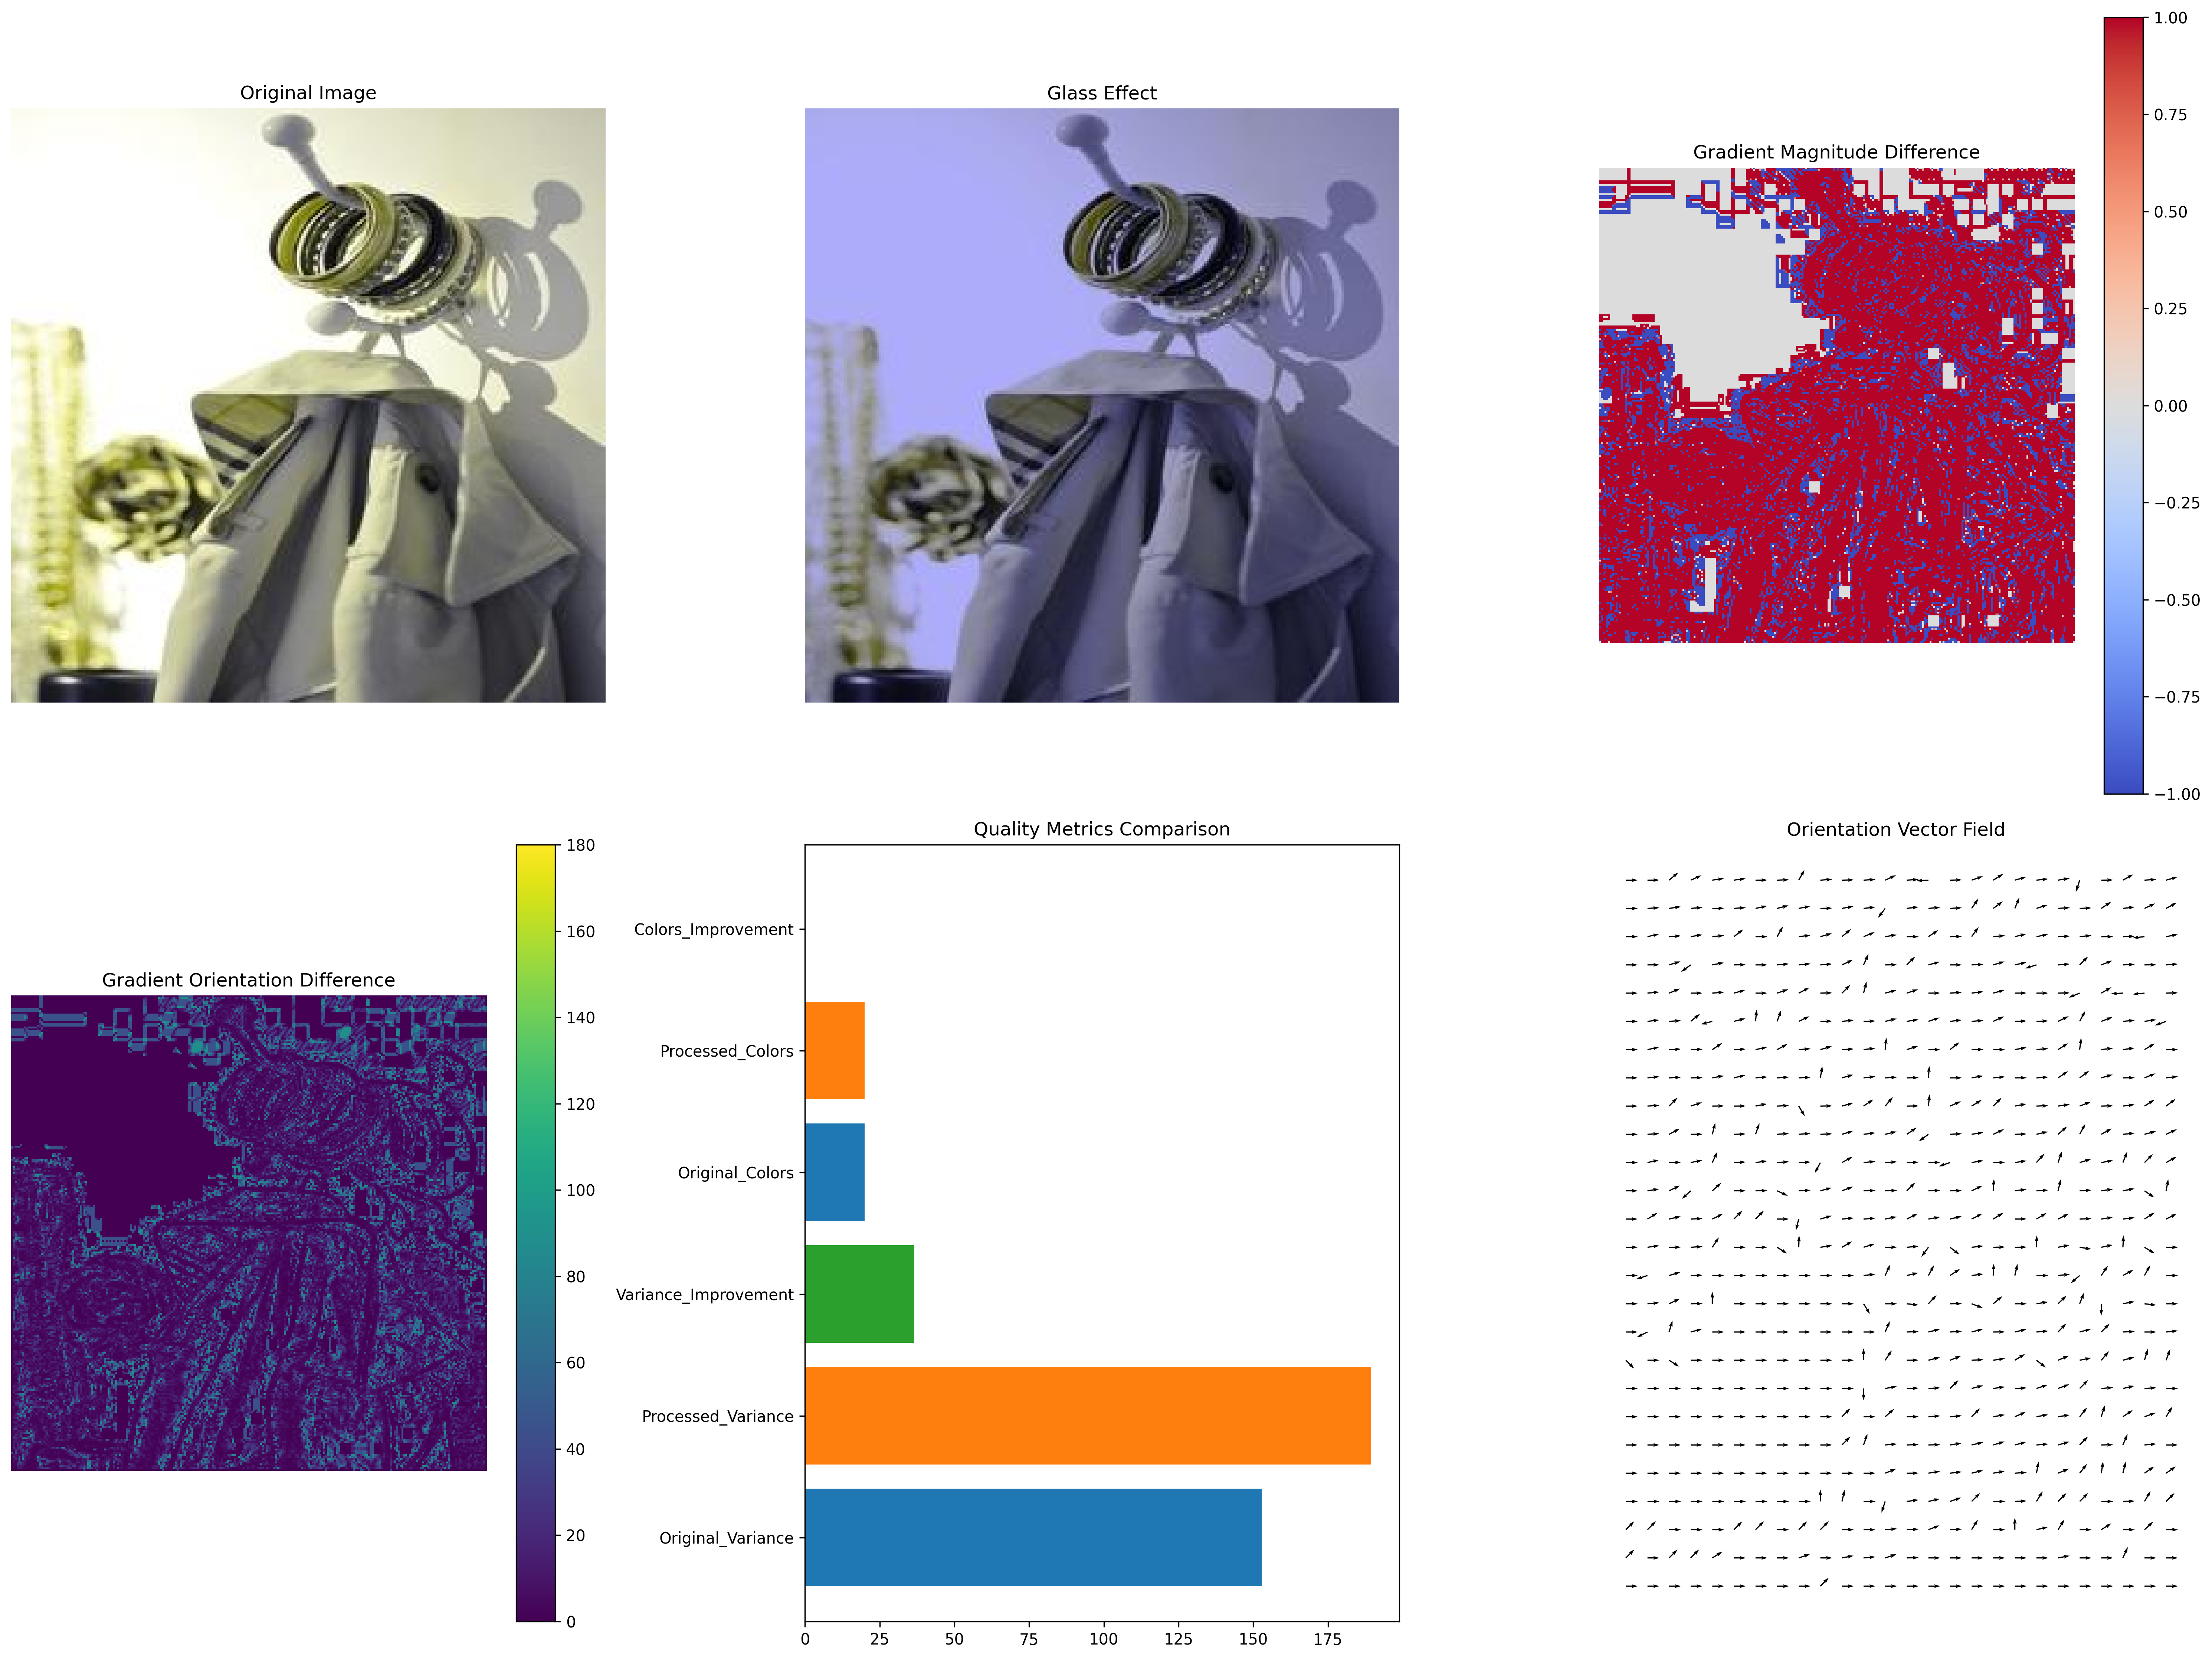 Original Image
Glass Effect
Gradient Magnitude Difference
1.00
0.75
0.50
0.25
0.00
−0.25
−0.50
−0.75
−1.00
Gradient Orientation Difference
180
160
140
120
100
80
60
40
20
0
Quality Metrics Comparison
Colors_Improvement
Processed_Colors
Original_Colors
Variance_Improvement
Processed_Variance
Original_Variance
0 25 50 75 100 125 150 175
Orientation Vector Field